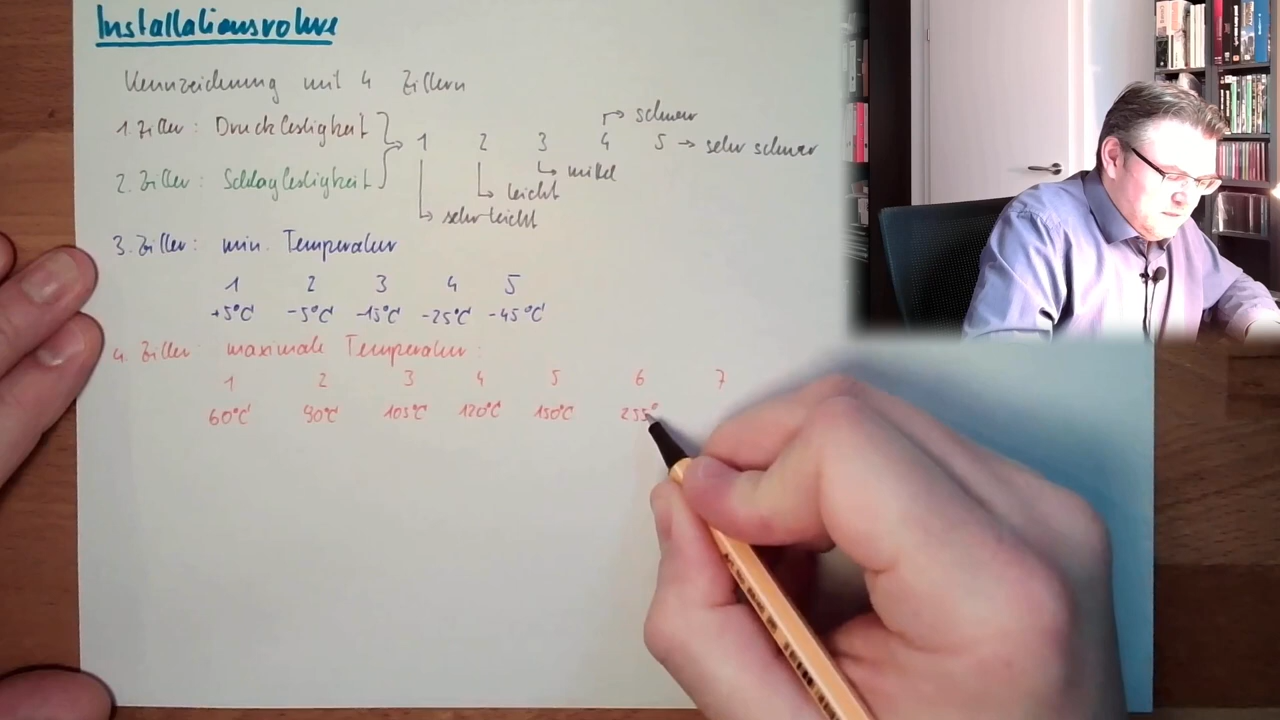 Installationsrohre
Kennzeichnung mit 4 Ziffern
1. Ziffer: Druckfestigkeit
2. Ziffer: Schlagfestigkeit
1 2 3 4 5 → sehr schwer
schwer
mittel
leicht
sehr leicht
3. Ziffer: min. Temperatur
1 2 3 4 5
+5°C -5°C -15°C -25°C -45°C
4. Ziffer: maximale Temperatur:
1 2 3 4 5 6 7
60°C 90°C 105°C 120°C 150°C 255°